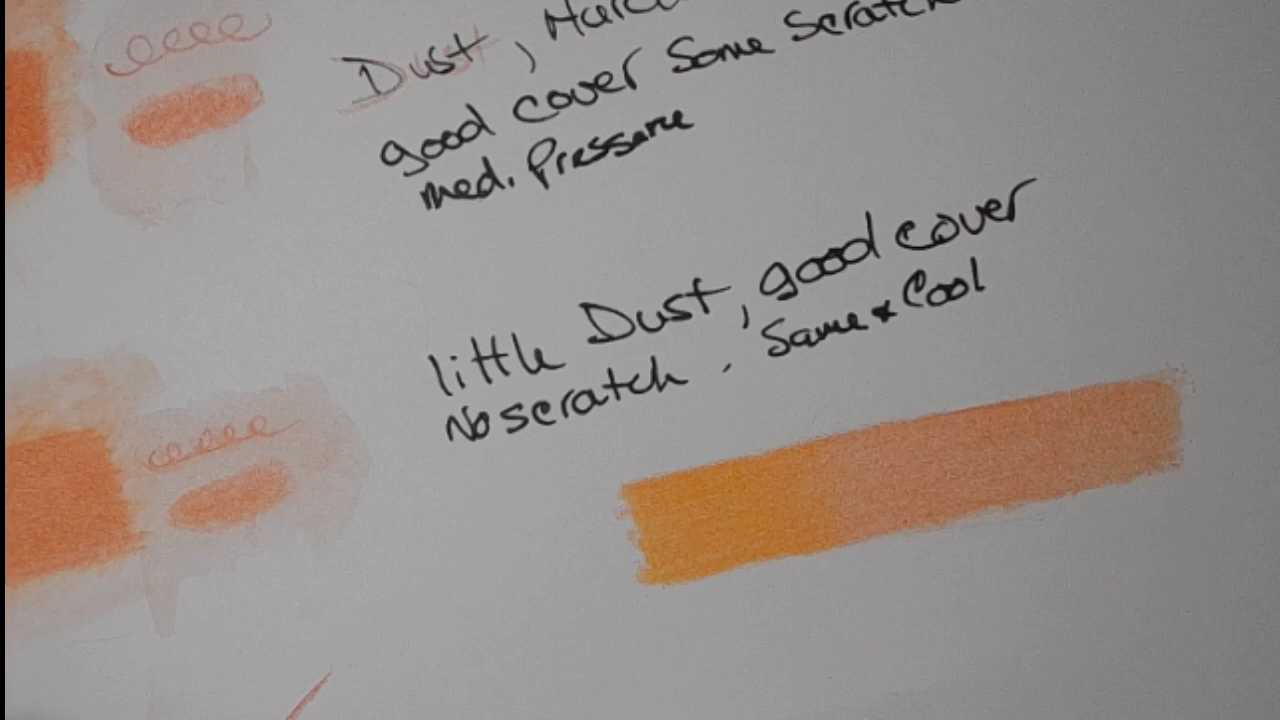 Dust,
good cover Some Scratch
med. Pressure
little Dust, good cover
No scratch. Same & Cool